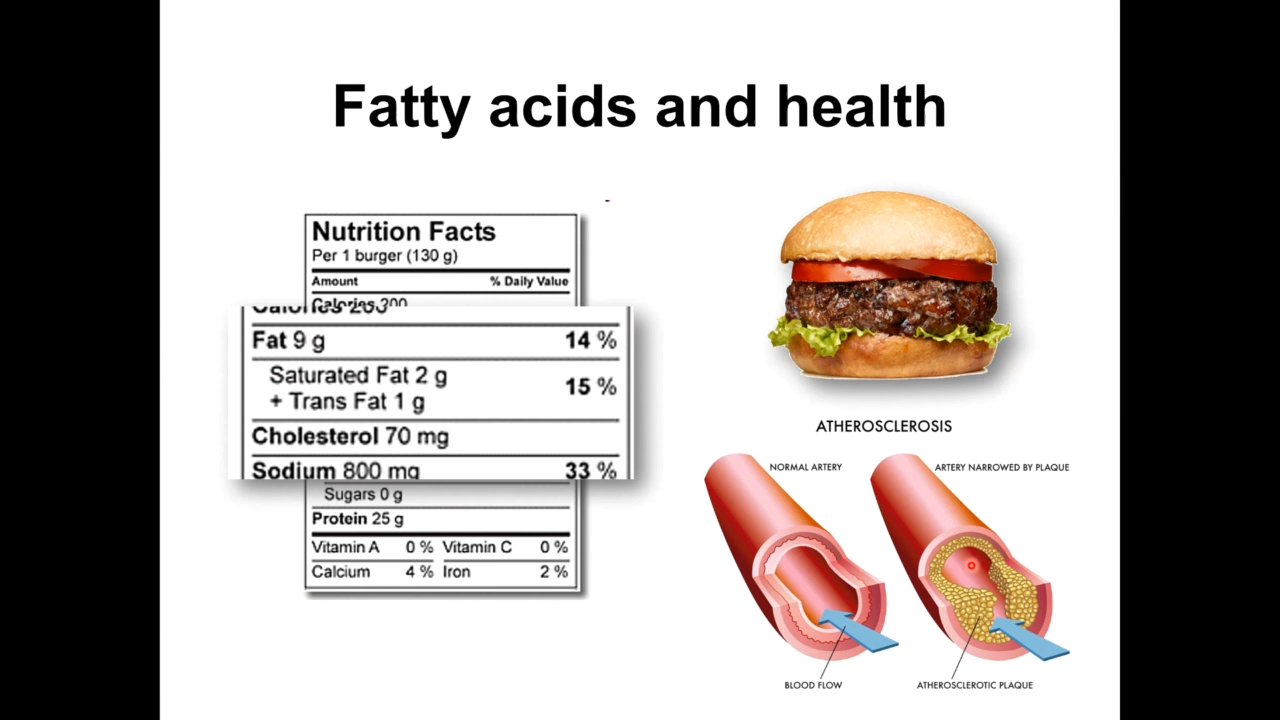 Fatty acids and health
Nutrition Facts
Per 1 burger (130 g)
Amount % Daily Value
Calories 200
Fat 9 g 14 %
Saturated Fat 2 g
+ Trans Fat 1 g 15 %
Cholesterol 70 mg
Sodium 800 mg 33 %
Sugars 0 g
Protein 25 g
Vitamin A 0 % Vitamin C 0 %
Calcium 4 % Iron 2 %
ATHEROSCLEROSIS
NORMAL ARTERY
ARTERY NARROWED BY PLAQUE
BLOOD FLOW
ATHEROSCLEROTIC PLAQUE